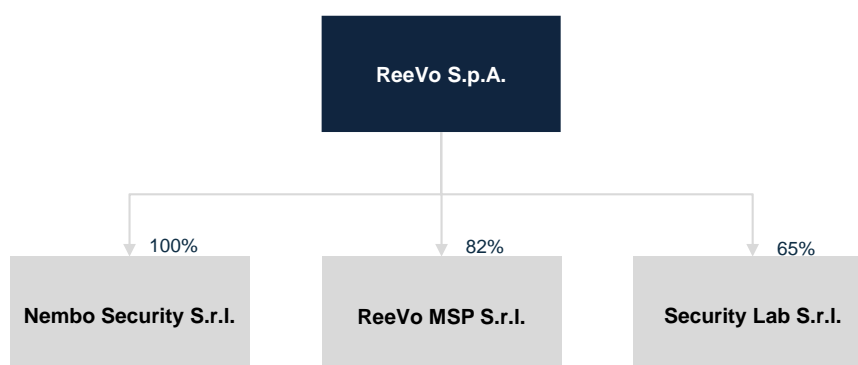 ReeVo S.p.A.
100%
82%
65%
Nembo Security S.r.l.
ReeVo MSP S.r.l.
Security Lab S.r.l.